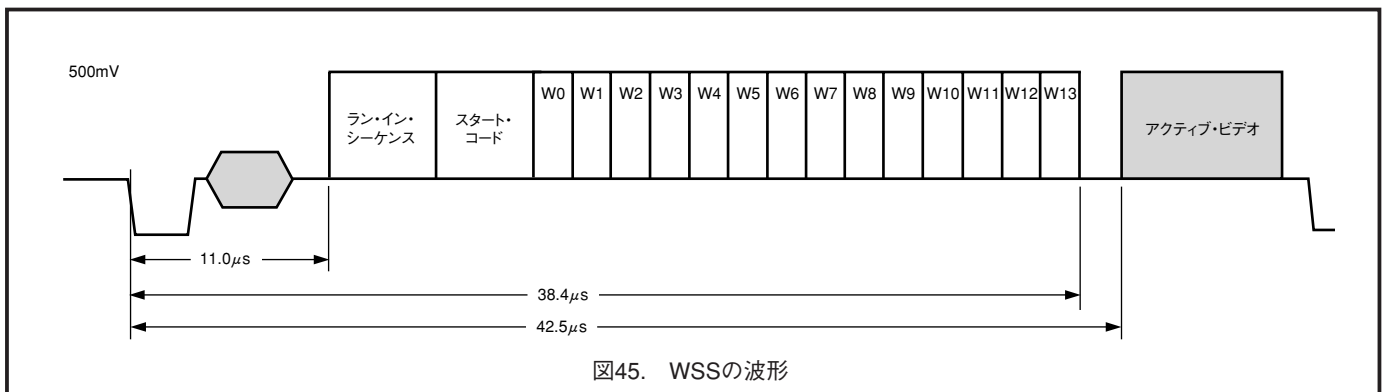 500mV
ラン・イン・
シーケンス
スタート・
コード
W0 W1 W2 W3 W4 W5 W6 W7 W8 W9 W10 W11 W12 W13
アクティブ・ビデオ
11.0μs
38.4μs
42.5μs
図45. WSSの波形